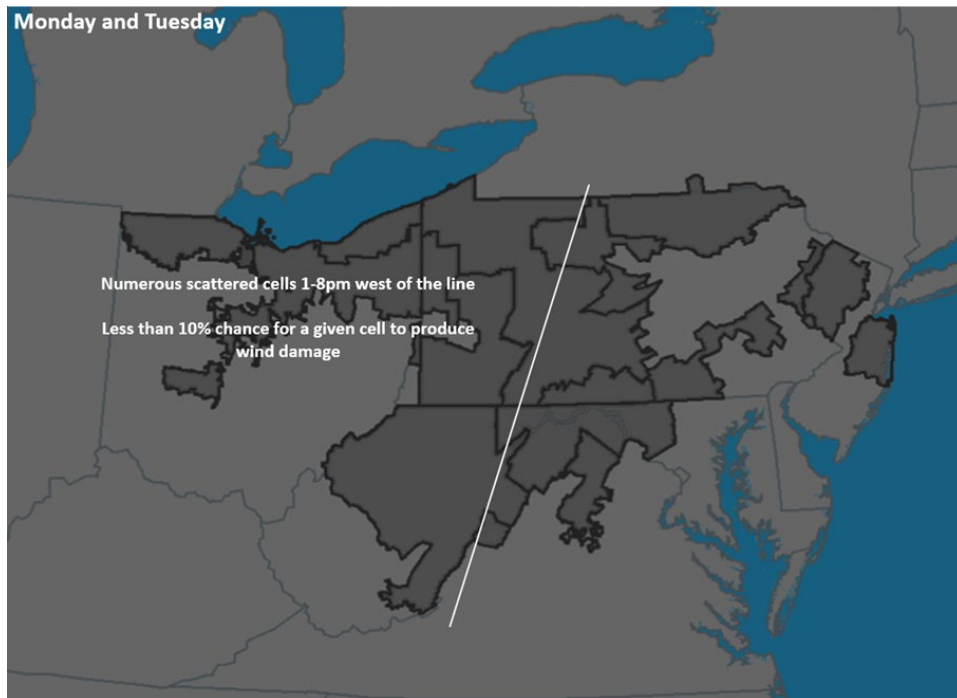 Monday and Tuesday
Numerous scattered cells 1-8pm west of the line
Less than 10% chance for a given cell to produce
wind damage